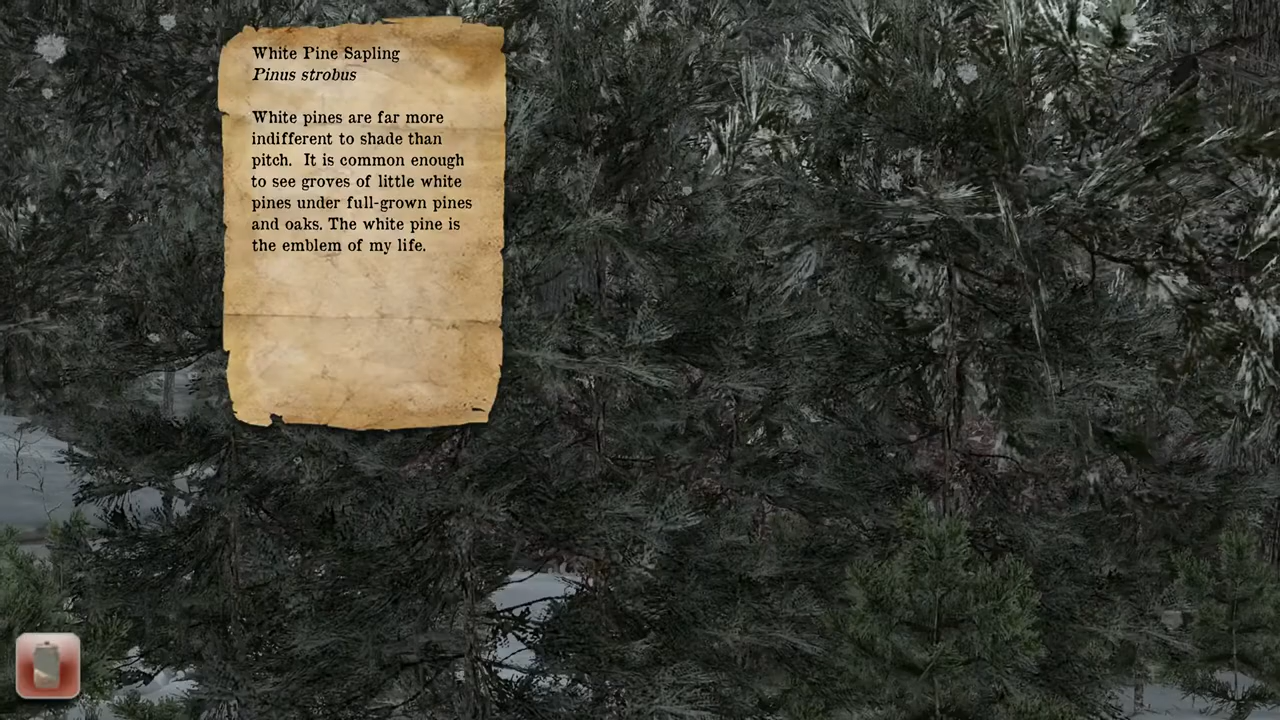 White Pine Sapling
Pinus strobus
White pines are far more
indifferent to shade than
pitch.  It is common enough
to see groves of little white
pines under full-grown pines
and oaks. The white pine is
the emblem of my life.